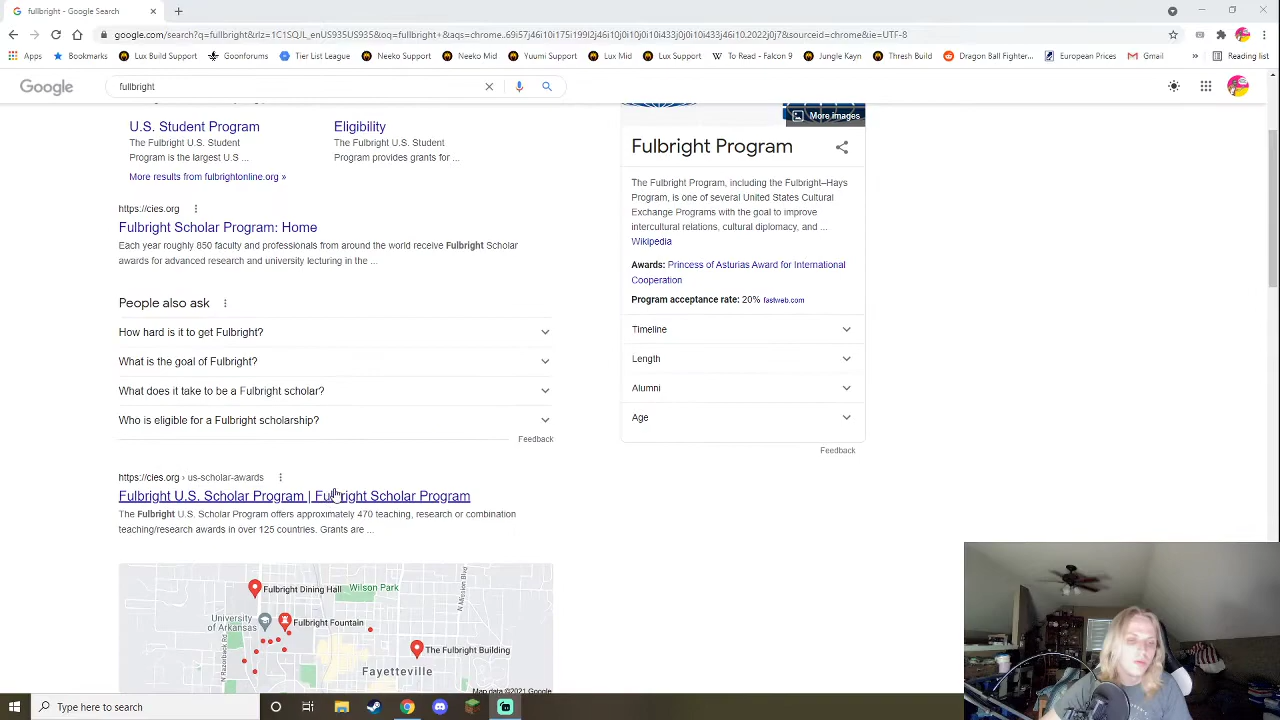 fullbright - Google Search
google.com/search?q=fullbright&rlz=1C1SQJL_enUS935US935&oq=fullbright+&aqs=chrome..69i57j46i10i175i199l2j46i10j0i10i433j0j0i10i433j46i10.2022j0j7&sourceid=chrome&ie=UTF-8
Apps
Bookmarks
Lux Build Support
Goonforums
Tier List League
Neeko Support
Neeko Mid
Yuumi Support
Lux Mid
Lux Support
To Read - Falcon 9
Jungle Kayn
Thresh Build
Dragon Ball Fighter...
European Prices
Gmail
»
Reading list
Google
fullbright
U.S. Student Program
The Fulbright U.S. Student
Program is the largest U.S ...
Eligibility
The Fulbright U.S. Student
Program provides grants for ...
More results from fulbrightonline.org »
https://cies.org
Fulbright Scholar Program: Home
Each year roughly 850 faculty and professionals from around the world receive Fulbright Scholar
awards for advanced research and university lecturing in the ...
People also ask
How hard is it to get Fulbright?
What is the goal of Fulbright?
What does it take to be a Fulbright scholar?
Who is eligible for a Fulbright scholarship?
Feedback
https://cies.org › us-scholar-awards
Fulbright U.S. Scholar Program | Fulbright Scholar Program
The Fulbright U.S. Scholar Program offers approximately 470 teaching, research or combination
teaching/research awards in over 125 countries. Grants are ...
Fulbright Dining Hall
Wilson Park
University
of Arkansas
Fulbright Fountain
The Fulbright Building
N Razorback Rd
N Mission Blvd
Fayetteville
Map data ©2021 Google
More images
Fulbright Program
The Fulbright Program, including the Fulbright–Hays
Program, is one of several United States Cultural
Exchange Programs with the goal to improve
intercultural relations, cultural diplomacy, and ...
Wikipedia
Awards: Princess of Asturias Award for International
Cooperation
Program acceptance rate: 20% fastweb.com
Timeline
Length
Alumni
Age
Feedback
Type here to search